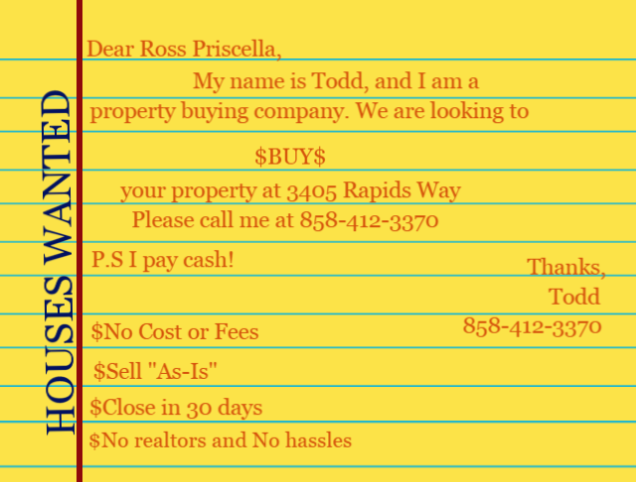 HOUSES WANTED
Dear Ross Priscella,
My name is Todd, and I am a
property buying company. We are looking to
$BUY$
your property at 3405 Rapids Way
Please call me at 858-412-3370
P.S I pay cash!
Thanks,
Todd
858-412-3370
$No Cost or Fees
$Sell "As-Is"
$Close in 30 days
$No realtors and No hassles